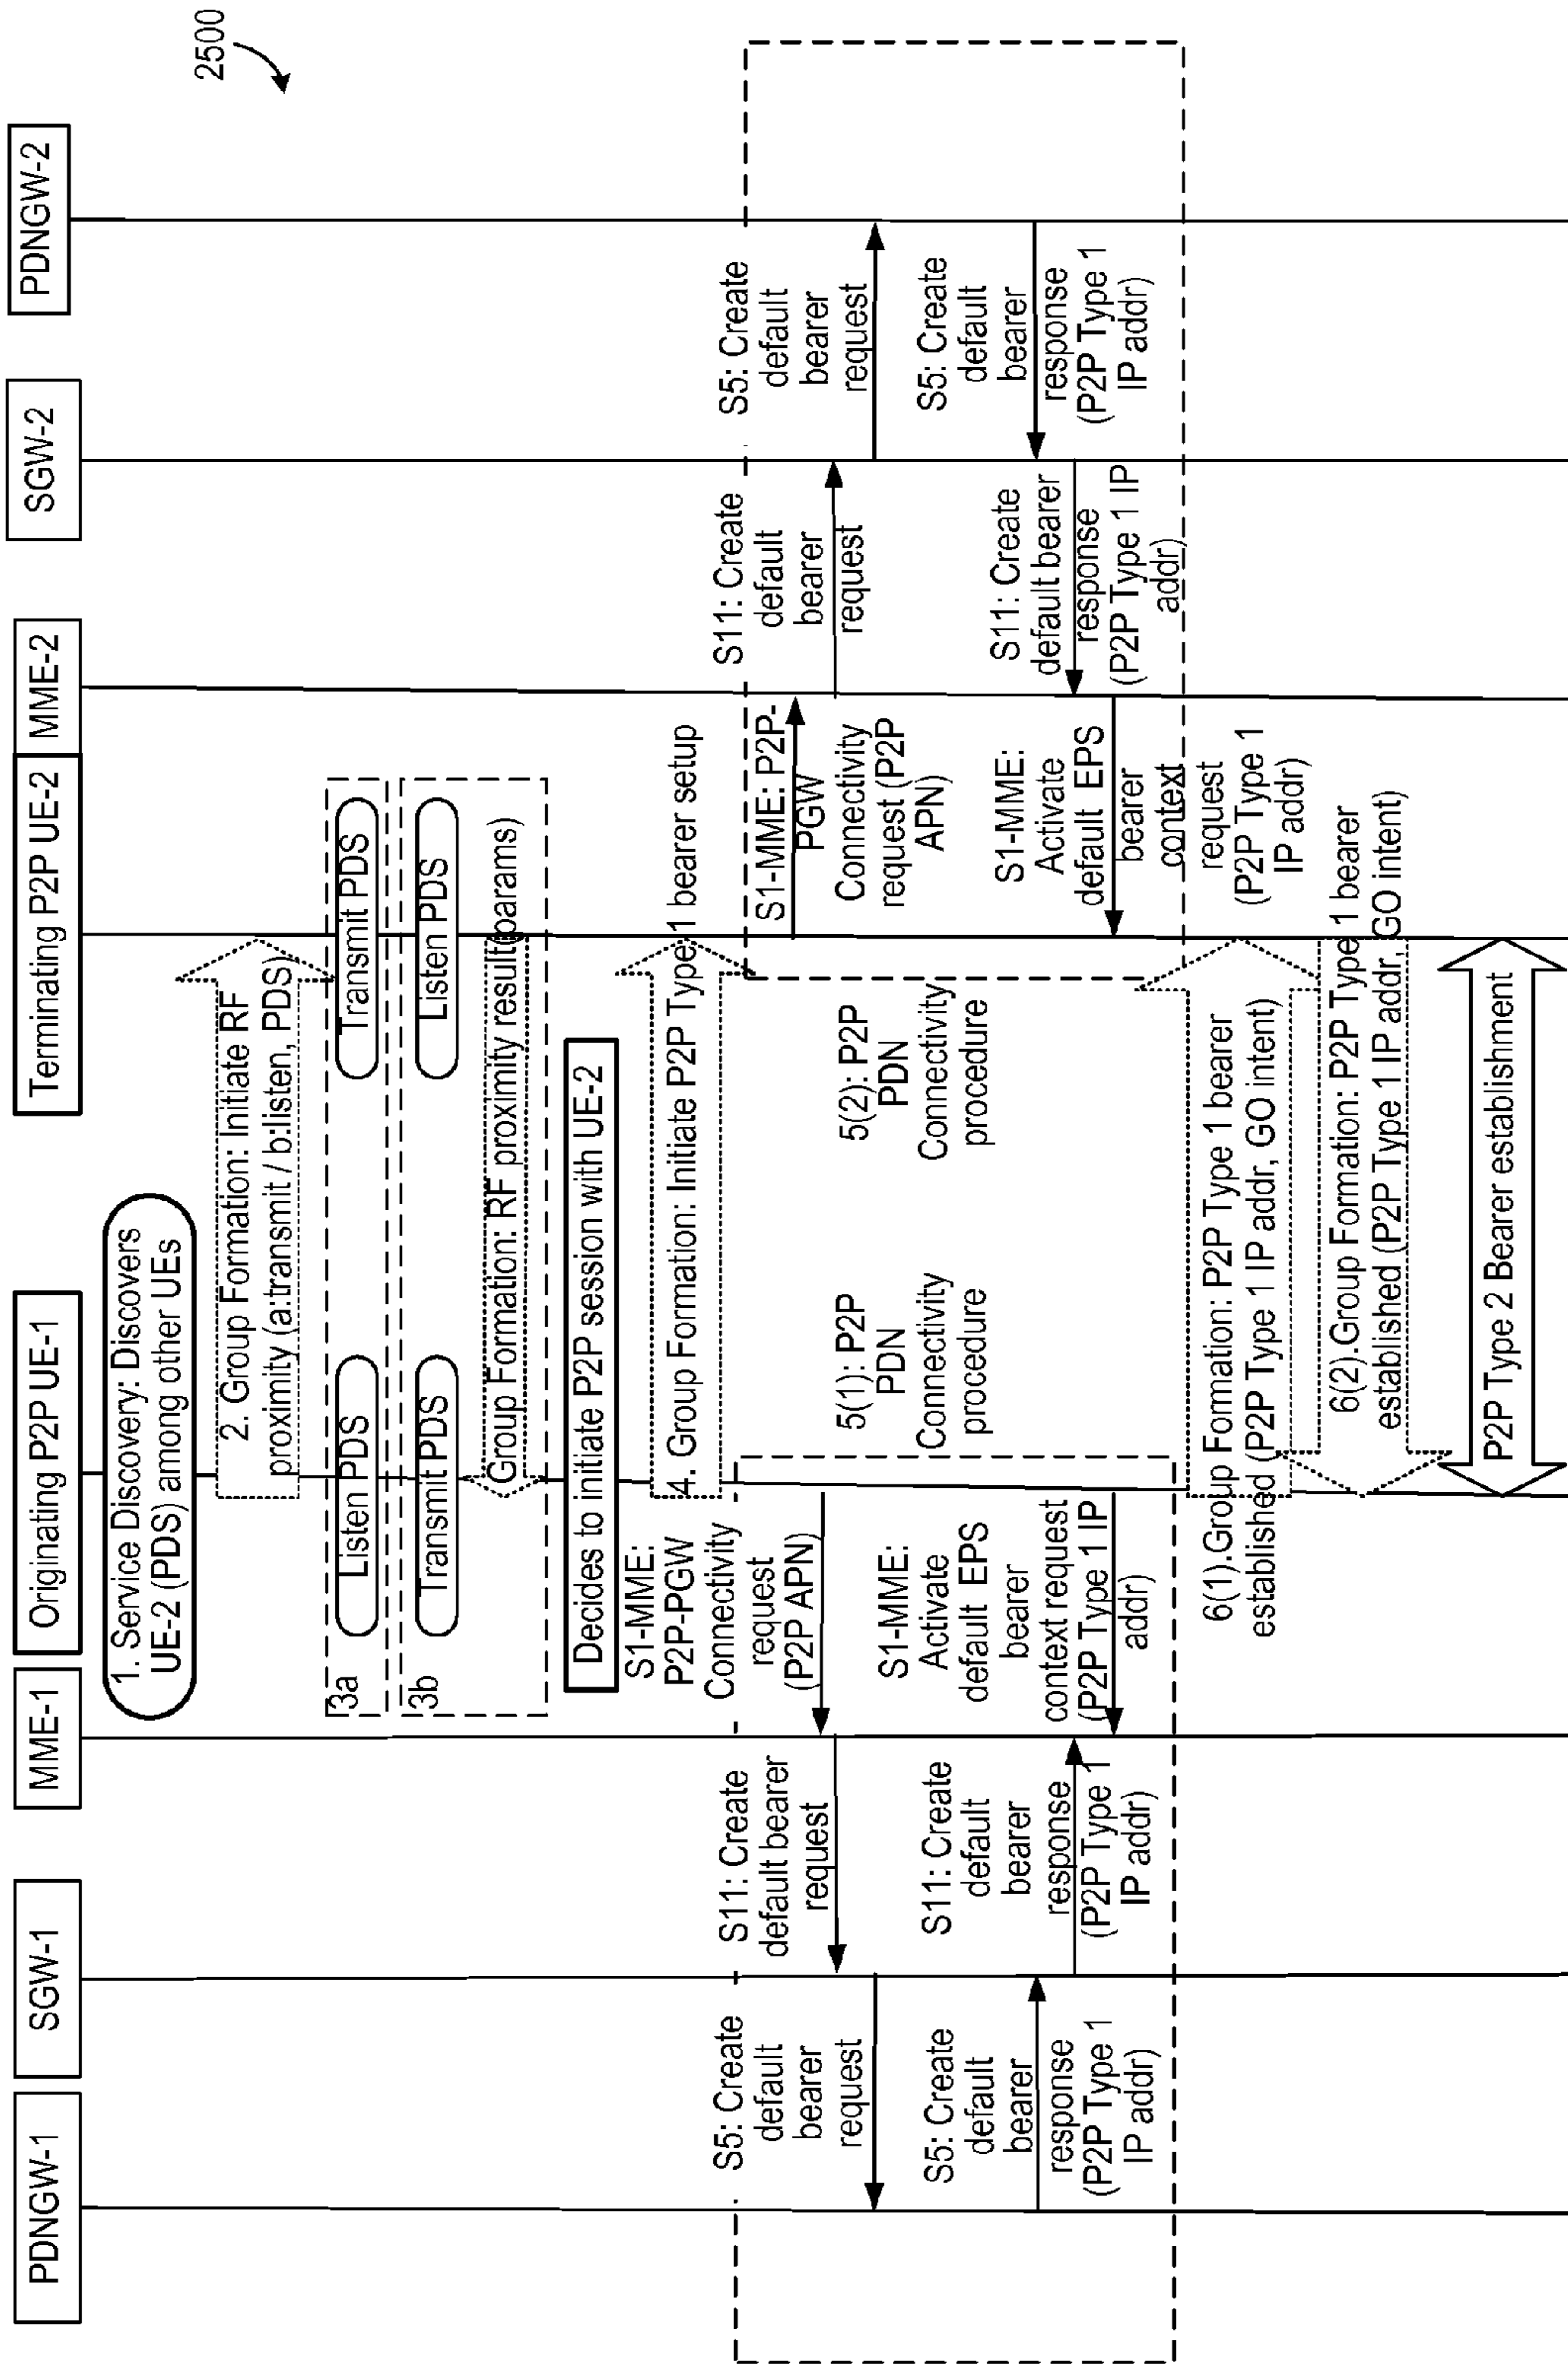 2500
PDNGW-1
SGW-1
MME-1
Originating P2P UE-1
Terminating P2P UE-2
MME-2
SGW-2
PDNGW-2
1. Service Discovery: Discovers
UE-2 (PDS) among other UEs
2. Group Formation: Initiate RF
proximity (a:transmit / b:listen, PDS)
3a
Listen PDS
Transmit PDS
3b
Transmit PDS
Listen PDS
Group Formation: RF proximity result(params)
Decides to initiate P2P session with UE-2
4. Group Formation: Initiate P2P Type 1 bearer setup
S5: Create
default
bearer
request
S11: Create
default bearer
request
S1-MME:
P2P-PGW
Connectivity
request
(P2P APN)
5(1): P2P
PDN
Connectivity
procedure
5(2): P2P
PDN
Connectivity
procedure
S1-MME: P2P-
PGW
Connectivity
request (P2P
APN)
S11: Create
default
bearer
request
S5: Create
default
bearer
request
S5: Create
default
bearer
response
(P2P Type 1
IP addr)
S11: Create
default
bearer
response
(P2P Type 1
IP addr)
S1-MME:
Activate
default EPS
bearer
context request
(P2P Type 1 IP
addr)
S1-MME:
Activate
default EPS
bearer
context
request
(P2P Type 1
IP addr)
S11: Create
default bearer
response
(P2P Type 1 IP
addr)
S5: Create
default
bearer
response
(P2P Type 1
IP addr)
6(1).Group Formation: P2P Type 1 bearer
established (P2P Type 1 IP addr, GO intent)
6(2).Group Formation: P2P Type 1 bearer
established (P2P Type 1 IP addr, GO intent)
P2P Type 2 Bearer establishment